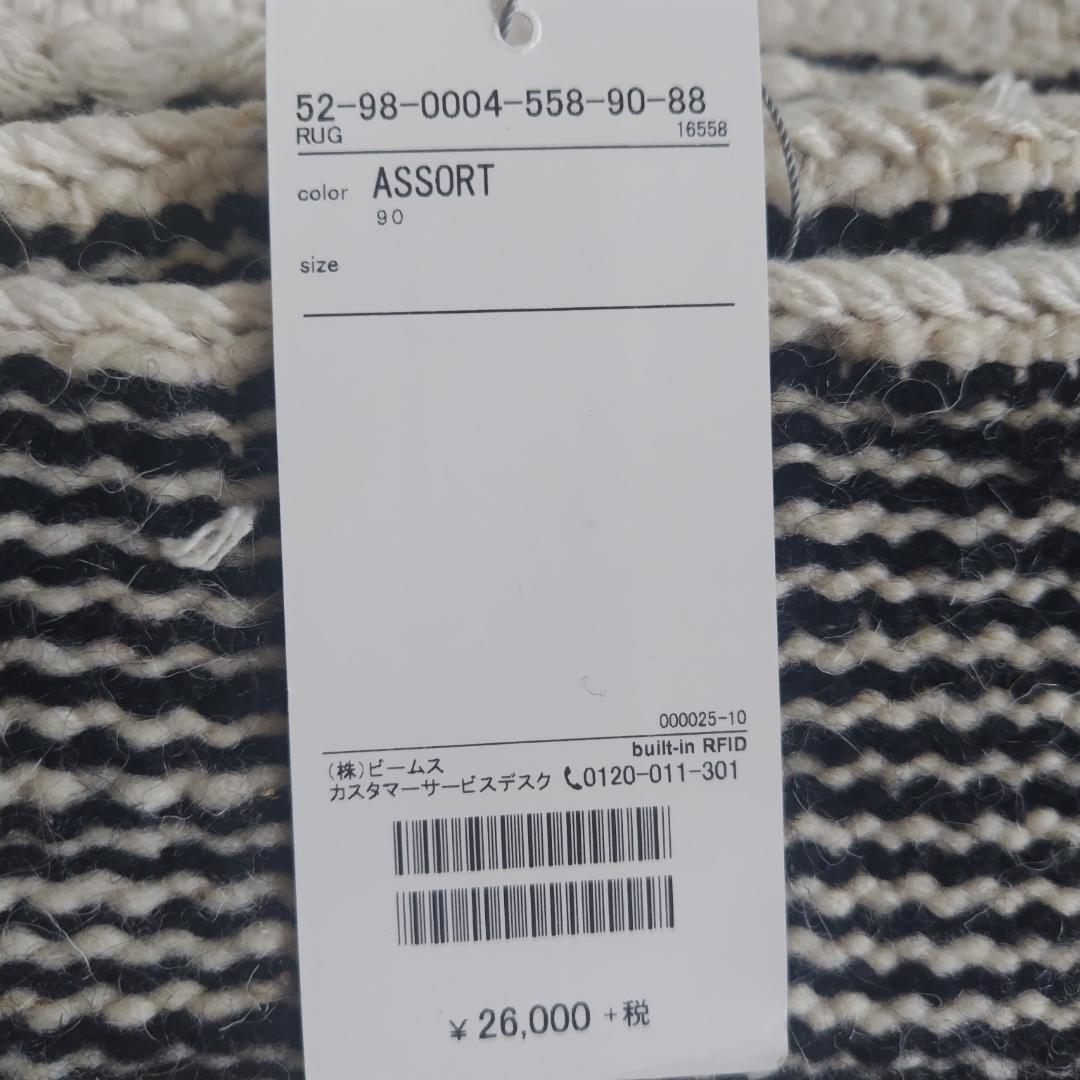 52-98-0004-558-90-88
RUG 16558
color ASSORT
90
size
000025-10
built-in RFID
(株)ビームス
カスタマーサービスデスク 0120-011-301
¥ 26,000 +税